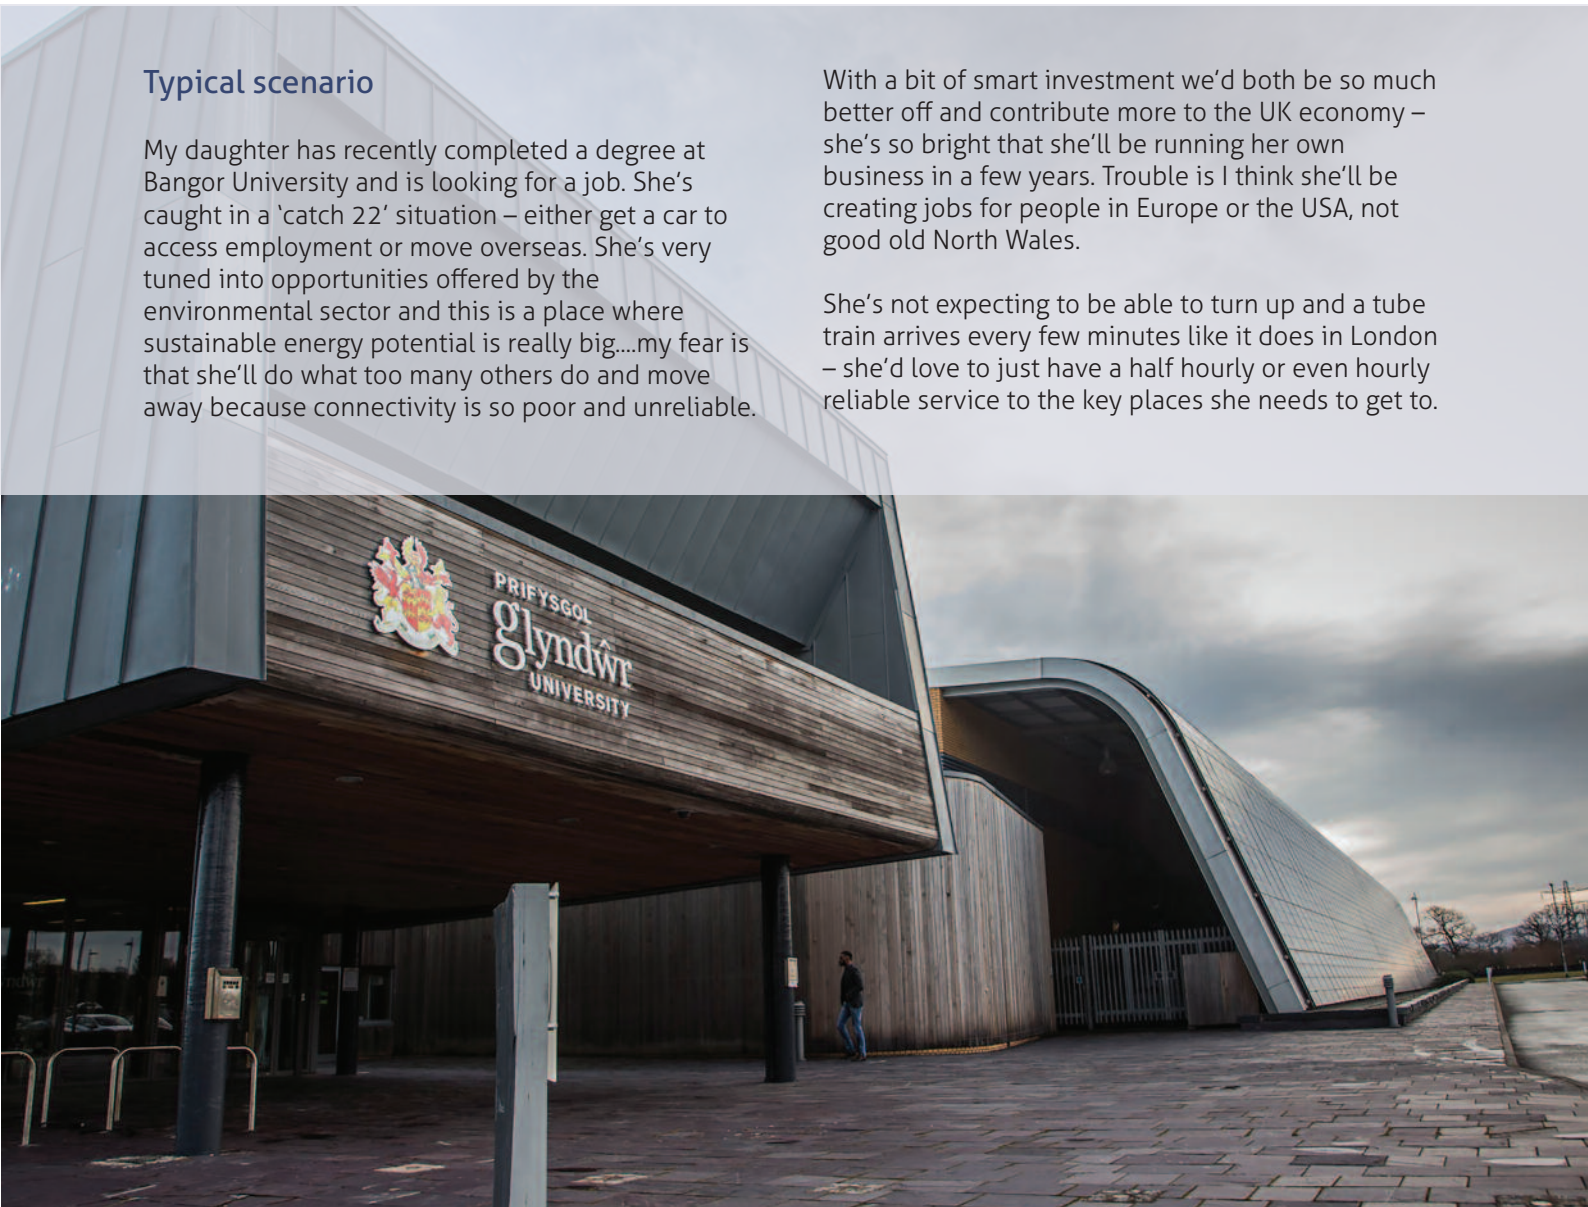 Typical scenario
My daughter has recently completed a degree at
Bangor University and is looking for a job. She’s
caught in a ‘catch 22’ situation – either get a car to
access employment or move overseas. She’s very
tuned into opportunities offered by the
environmental sector and this is a place where
sustainable energy potential is really big....my fear is
that she’ll do what too many others do and move
away because connectivity is so poor and unreliable.
With a bit of smart investment we’d both be so much
better off and contribute more to the UK economy –
she’s so bright that she’ll be running her own
business in a few years. Trouble is I think she’ll be
creating jobs for people in Europe or the USA, not
good old North Wales.
She’s not expecting to be able to turn up and a tube
train arrives every few minutes like it does in London
– she’d love to just have a half hourly or even hourly
reliable service to the key places she needs to get to.
PRIFYSGOL
glyndŵr
UNIVERSITY